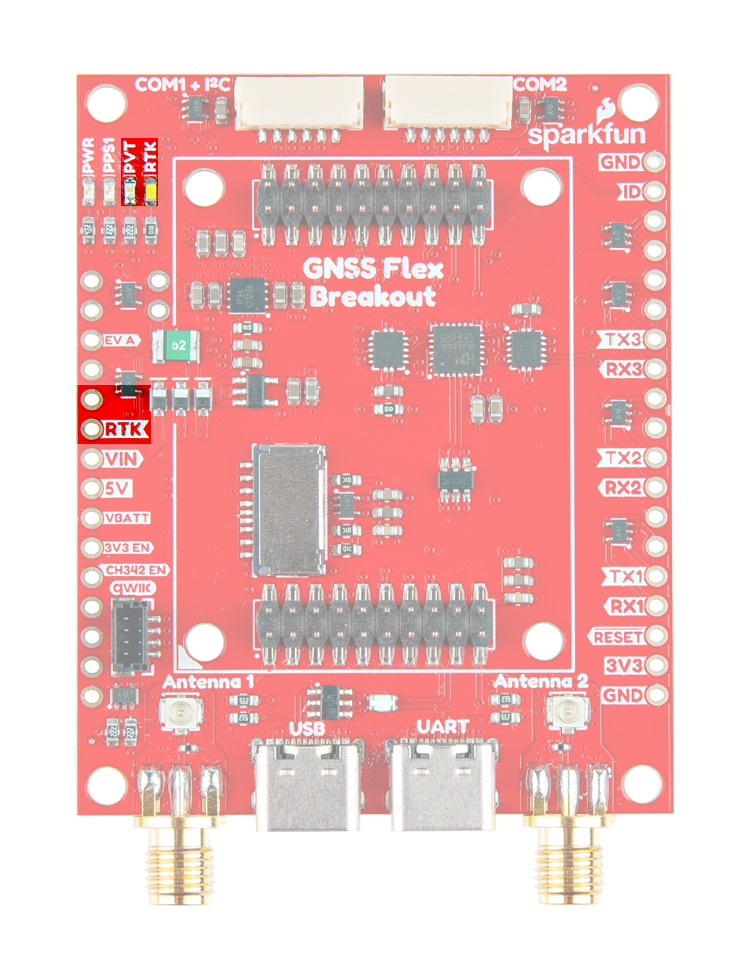 COM1 + I²C
COM2
sparkfun
PWR
PPS1
PVT
RTK
GND
ID
GNSS Flex
Breakout
EV A
b2
TX3
RX3
RTK
VIN
TX2
5V
RX2
VBATT
3V3 EN
CH342 EN
TX1
qwiic
RX1
RESET
3V3
GND
Antenna 1
Antenna 2
USB
UART